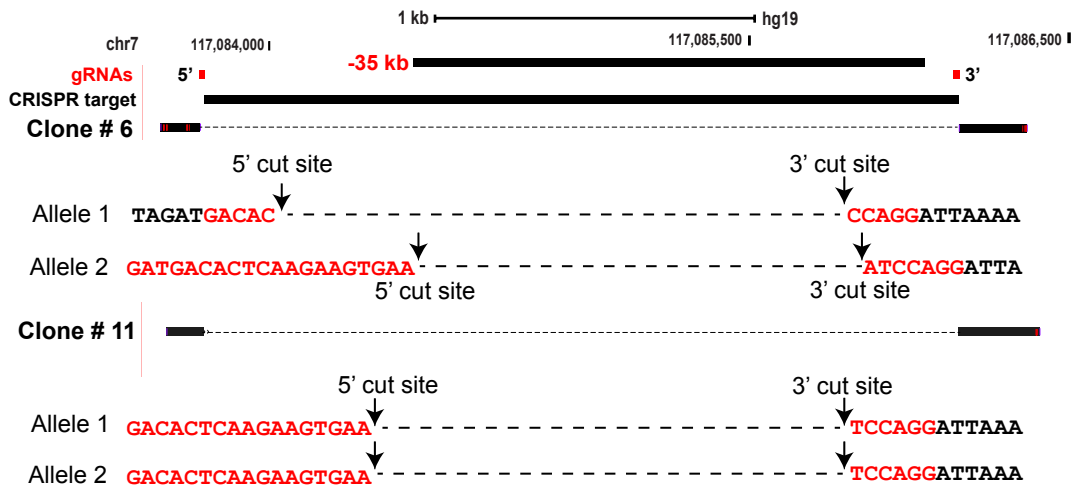 1 kb hg19
chr7 117,084,000 117,085,500 117,086,500
-35 kb
gRNAs 5’ 3’
CRISPR target
Clone # 6
5’ cut site 3’ cut site
Allele 1 TAGATGACAC CCAGGATTAAAA
Allele 2 GATGACACTCAAGAAGTGAA ATCCAGGATTA
5’ cut site 3’ cut site
Clone # 11
5’ cut site 3’ cut site
Allele 1 GACACTCAAGAAGTGAA TCCAGGATTAAA
Allele 2 GACACTCAAGAAGTGAA TCCAGGATTAAA